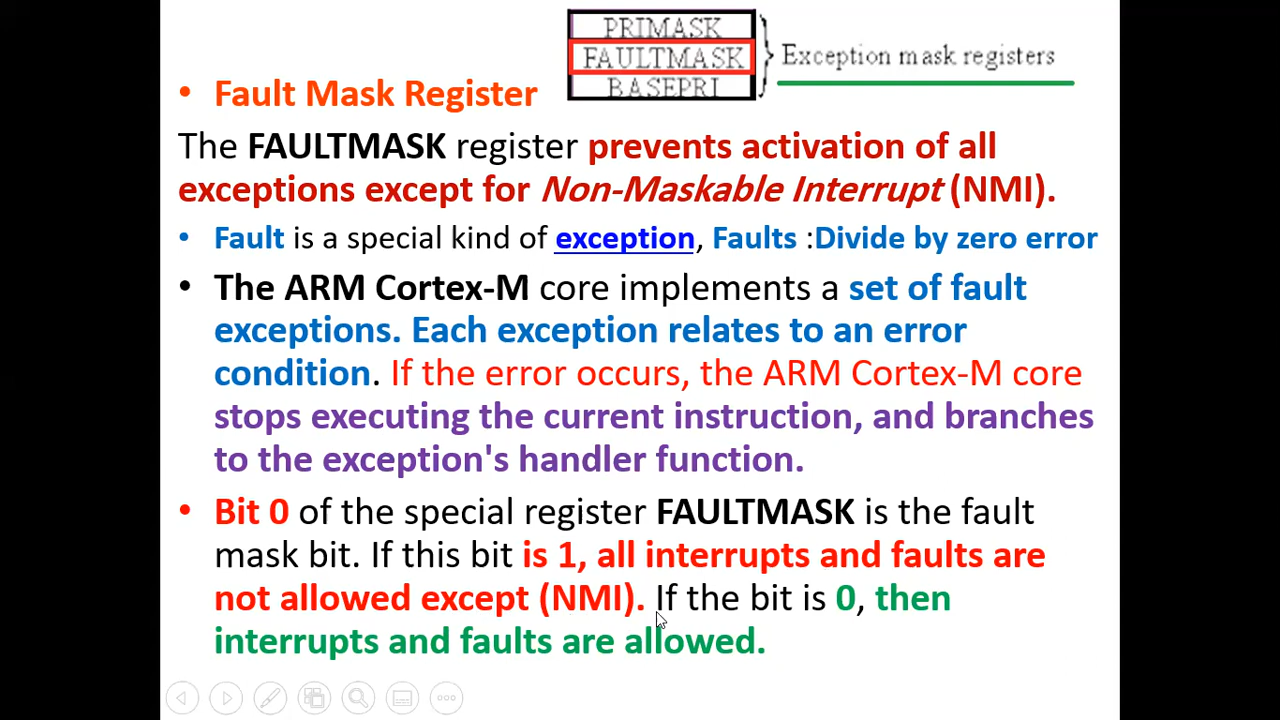 PRIMASK
FAULTMASK
BASEPRI
Exception mask registers
• Fault Mask Register
The FAULTMASK register prevents activation of all
exceptions except for Non-Maskable Interrupt (NMI).
• Fault is a special kind of exception, Faults :Divide by zero error
• The ARM Cortex-M core implements a set of fault
exceptions. Each exception relates to an error
condition. If the error occurs, the ARM Cortex-M core
stops executing the current instruction, and branches
to the exception's handler function.
• Bit 0 of the special register FAULTMASK is the fault
mask bit. If this bit is 1, all interrupts and faults are
not allowed except (NMI). If the bit is 0, then
interrupts and faults are allowed.